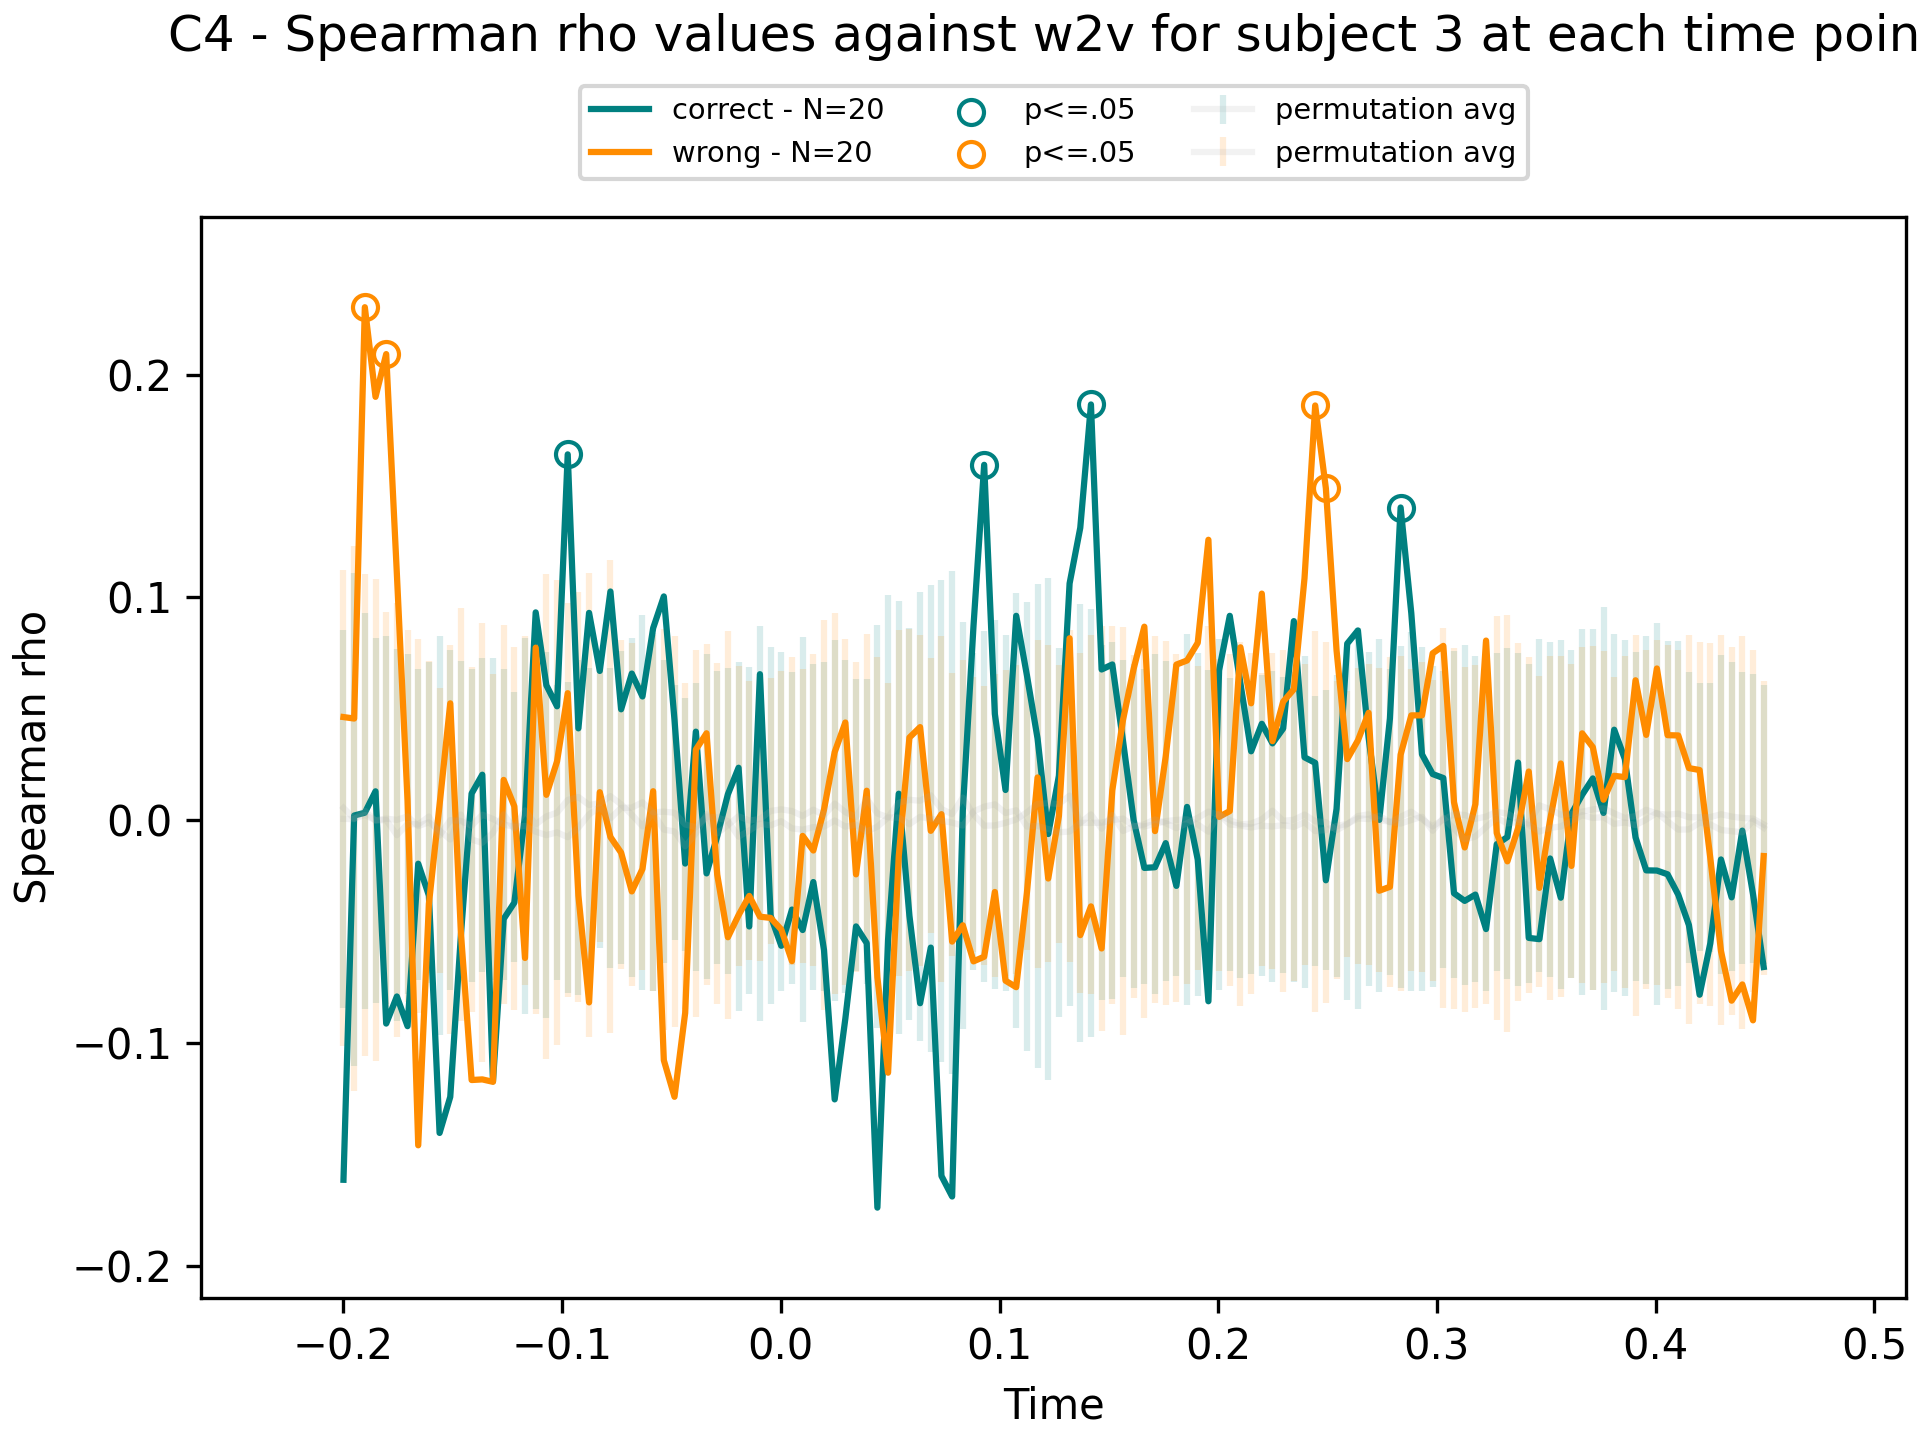 C4 - Spearman rho values against w2v for subject 3 at each time poin
correct - N=20
wrong - N=20
p<=.05
p<=.05
permutation avg
permutation avg
Spearman rho
0.2
0.1
0.0
−0.1
−0.2
−0.2
−0.1
0.0
0.1
0.2
0.3
0.4
0.5
Time